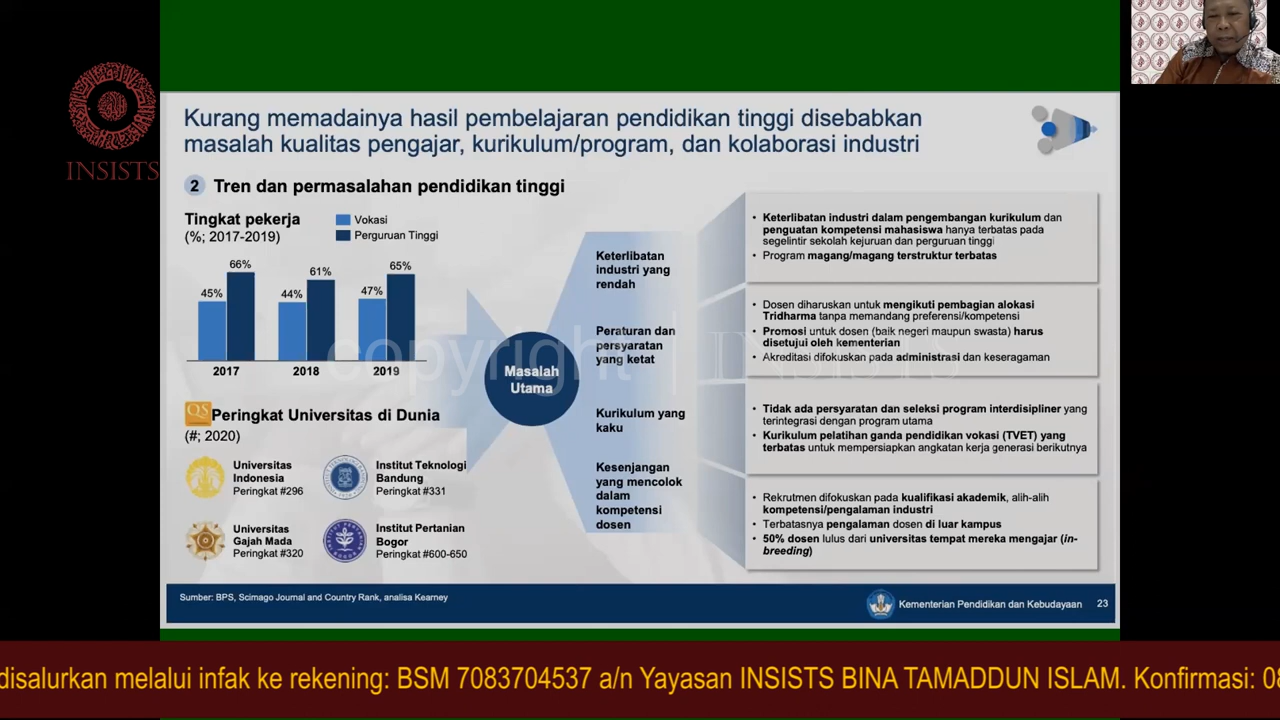 INSISTS
Kurang memadainya hasil pembelajaran pendidikan tinggi disebabkan
masalah kualitas pengajar, kurikulum/program, dan kolaborasi industri
2 Tren dan permasalahan pendidikan tinggi
Tingkat pekerja
(%; 2017-2019)
Vokasi
Perguruan Tinggi
45% 66% 44% 61% 47% 65%
2017 2018 2019
QS Peringkat Universitas di Dunia
(#; 2020)
Universitas
Indonesia
Peringkat #296
Institut Teknologi
Bandung
Peringkat #331
Universitas
Gajah Mada
Peringkat #320
Institut Pertanian
Bogor
Peringkat #600-650
Masalah
Utama
Keterlibatan
industri yang
rendah
Peraturan dan
persyaratan
yang ketat
Kurikulum yang
kaku
Kesenjangan
yang mencolok
dalam
kompetensi
dosen
• Keterlibatan industri dalam pengembangan kurikulum dan
penguatan kompetensi mahasiswa hanya terbatas pada
segelintir sekolah kejuruan dan perguruan tinggi
• Program magang/magang terstruktur terbatas
• Dosen diharuskan untuk mengikuti pembagian alokasi
Tridharma tanpa memandang preferensi/kompetensi
• Promosi untuk dosen (baik negeri maupun swasta) harus
disetujui oleh kementerian
• Akreditasi difokuskan pada administrasi dan keseragaman
• Tidak ada persyaratan dan seleksi program interdisipliner yang
terintegrasi dengan program utama
• Kurikulum pelatihan ganda pendidikan vokasi (TVET) yang
terbatas untuk mempersiapkan angkatan kerja generasi berikutnya
• Rekrutmen difokuskan pada kualifikasi akademik, alih-alih
kompetensi/pengalaman industri
• Terbatasnya pengalaman dosen di luar kampus
• 50% dosen lulus dari universitas tempat mereka mengajar (in-
breeding)
copyright | INSISTS
Sumber: BPS, Scimago Journal and Country Rank, analisa Kearney
Kementerian Pendidikan dan Kebudayaan 23
disalurkan melalui infak ke rekening: BSM 7083704537 a/n Yayasan INSISTS BINA TAMADDUN ISLAM. Konfirmasi: 08